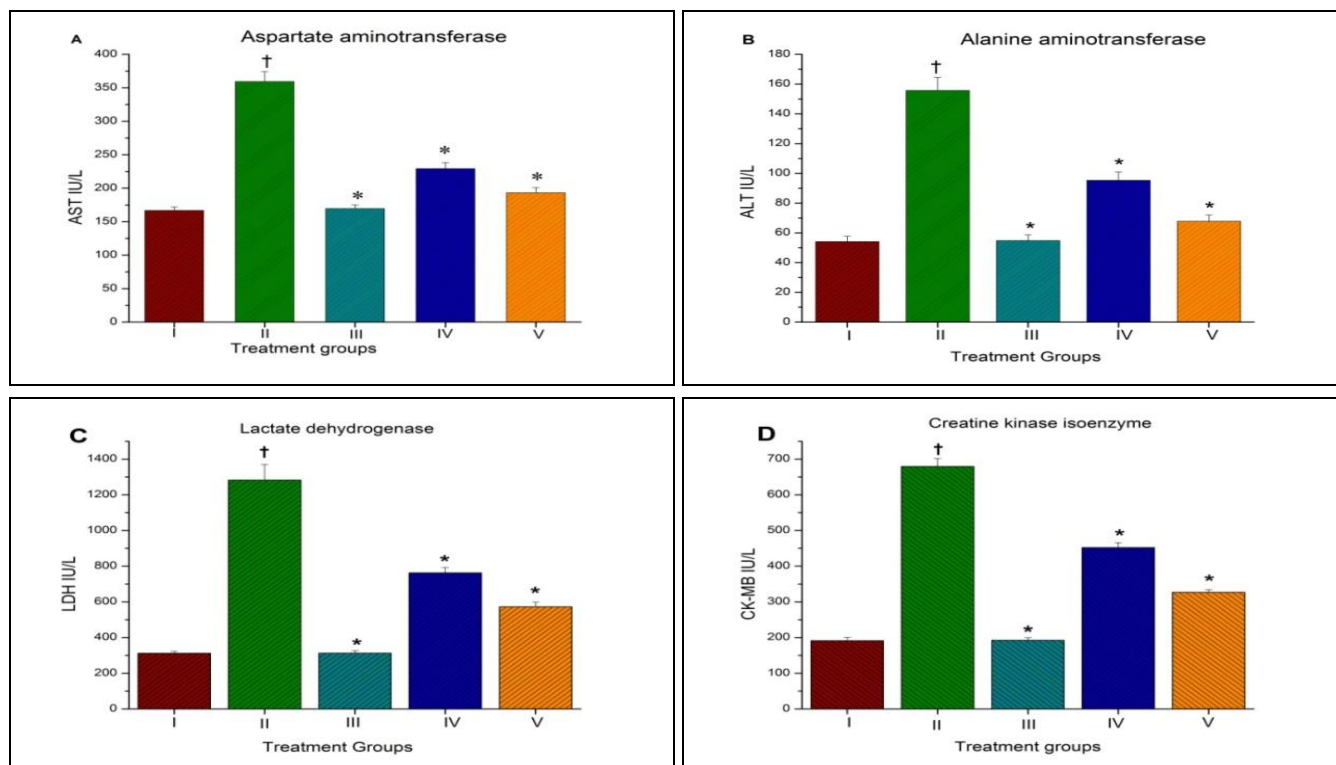 A
Aspartate aminotransferase
400
350
300
250
200
150
100
50
0
AST IU/L
†
*
*
*
I II III IV V
Treatment groups
B
Alanine aminotransferase
180
160
140
120
100
80
60
40
20
0
ALT IU/L
†
*
*
*
I II III IV V
Treatment Groups
C
Lactate dehydrogenase
1400
1200
1000
800
600
400
200
0
LDH IU/L
†
*
*
*
I II III IV V
Treatment Groups
D
Creatine kinase isoenzyme
700
600
500
400
300
200
100
0
CK-MB IU/L
†
*
*
*
I II III IV V
Treatment groups